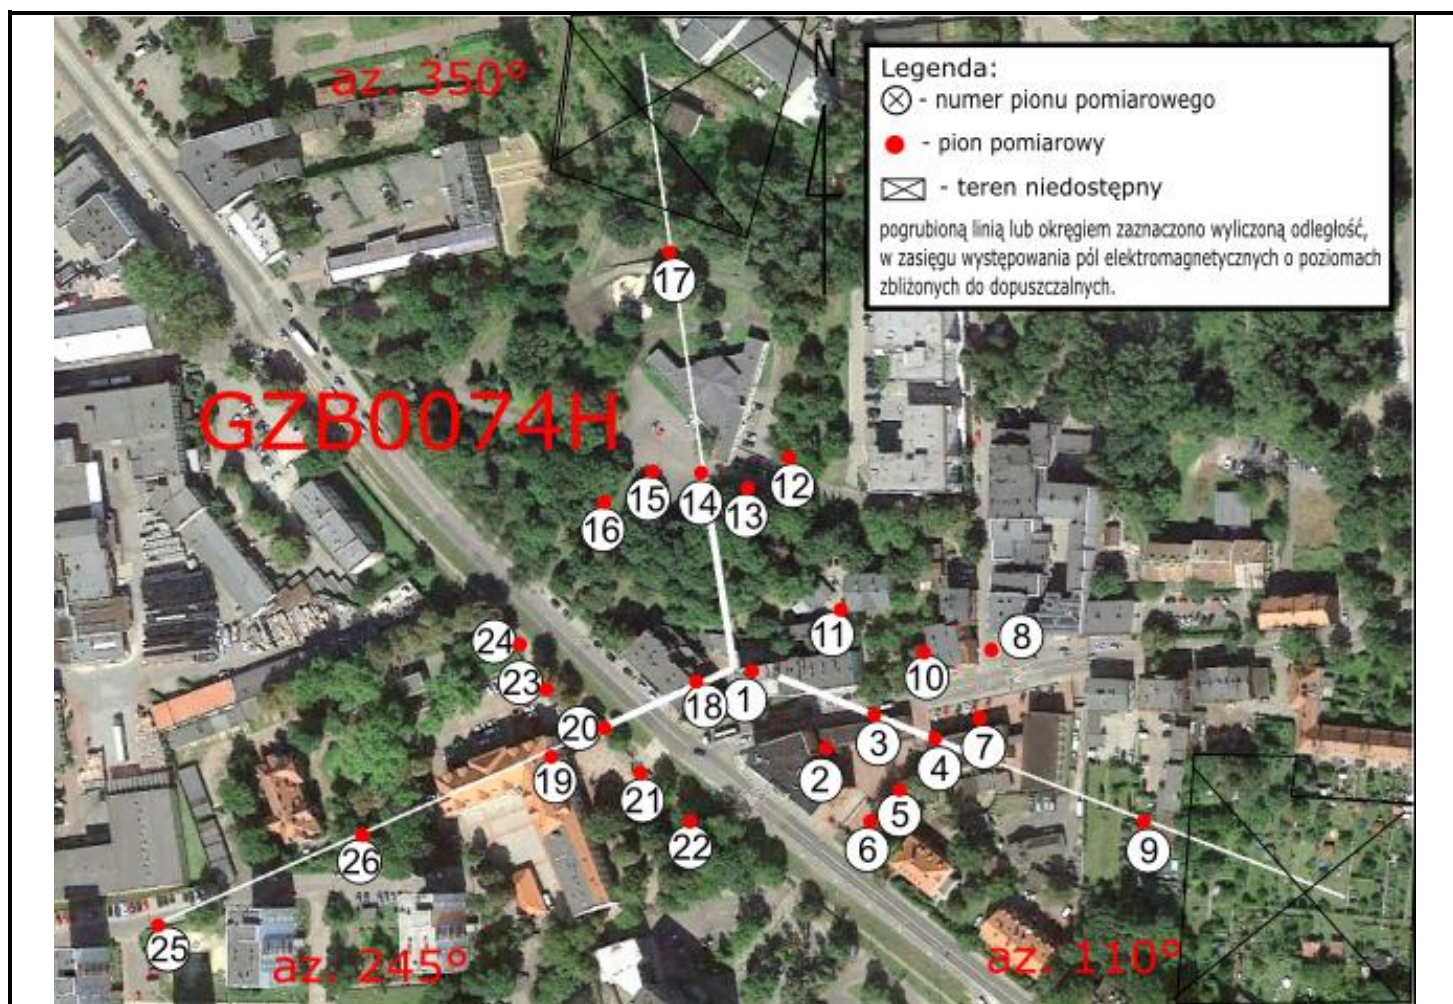 az. 350°
N
Legenda:
- numer pionu pomiarowego
- pion pomiarowy
- teren niedostępny
pogrubioną linią lub okręgiem zaznaczono wyliczoną odległość,
w zasięgu występowania pól elektromagnetycznych o poziomach
zbliżonych do dopuszczalnych.
17
GZB0074H
12
15
14
13
16
11
24
8
10
23
1
18
20
3
7
19
2
4
21
5
22
6
26
9
25
az. 245°
az. 110°